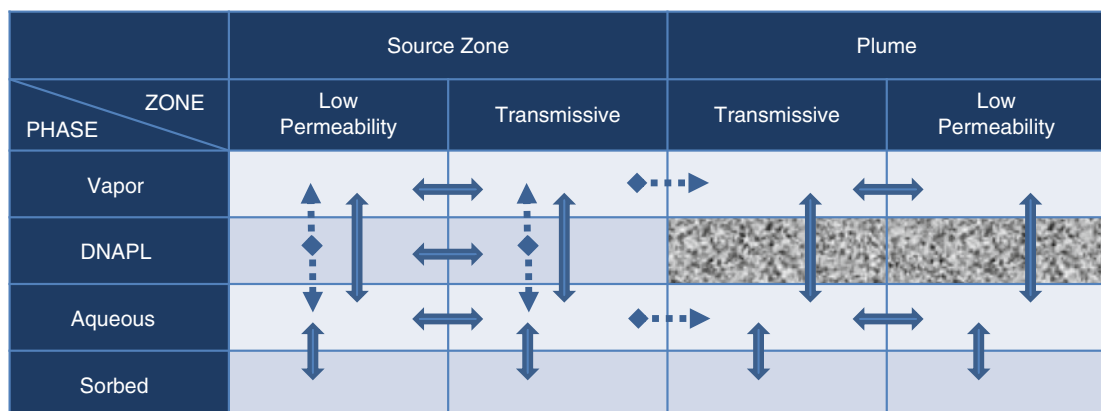 Source Zone
Plume
ZONE
PHASE
Low
Permeability
Transmissive
Transmissive
Low
Permeability
Vapor
DNAPL
Aqueous
Sorbed